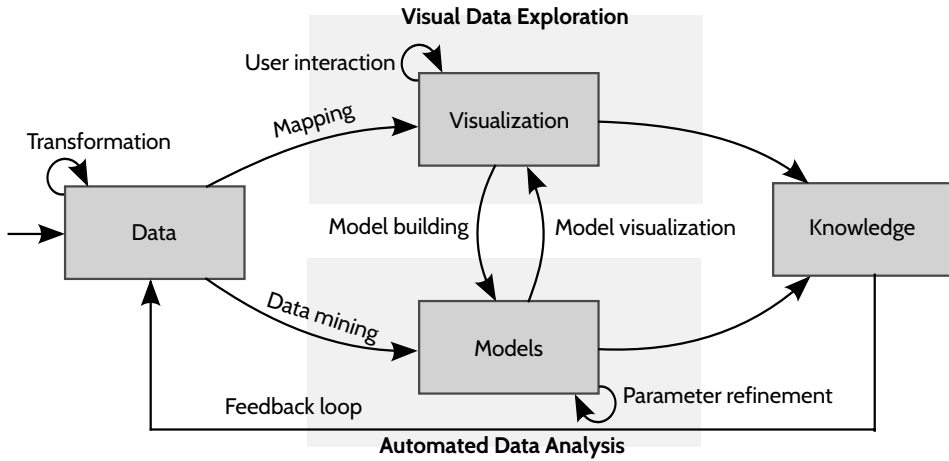 Visual Data Exploration
User interaction
Visualization
Mapping
Transformation
Data
Model building
Model visualization
Knowledge
Data mining
Models
Parameter refinement
Feedback loop
Automated Data Analysis